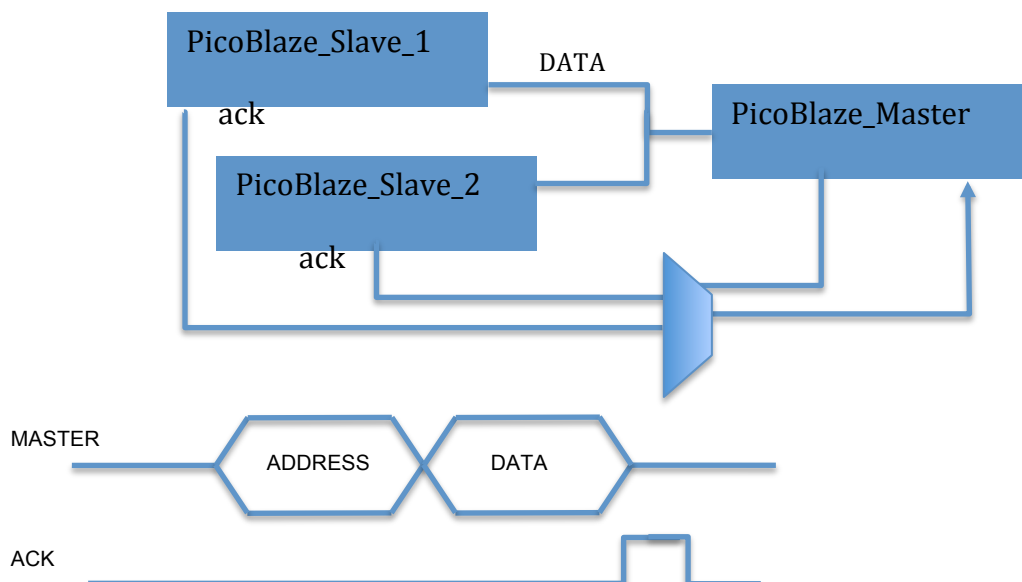 PicoBlaze_Slave_1
DATA
ack
PicoBlaze_Master
PicoBlaze_Slave_2
ack
MASTER
ADDRESS
DATA
ACK